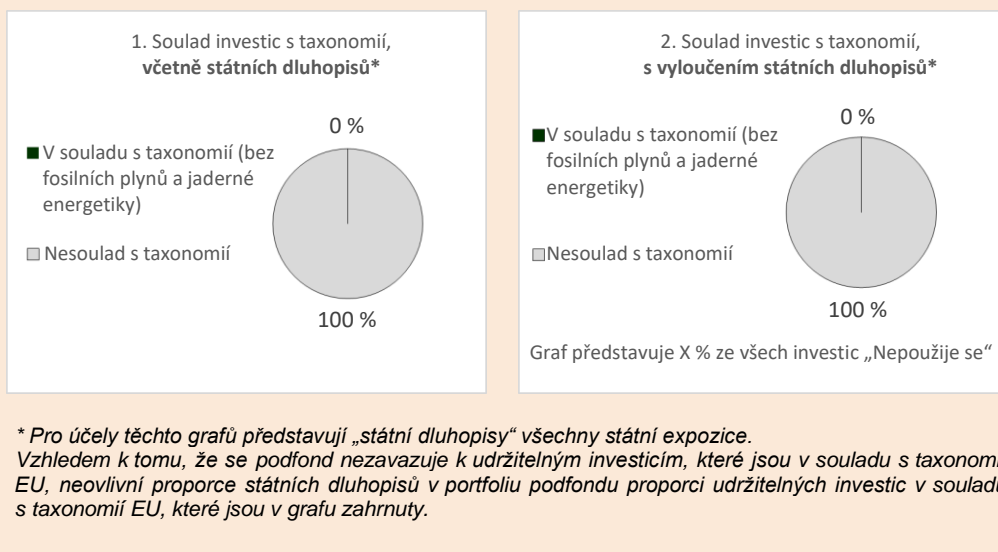 1. Soulad investic s taxonomií,
včetně státních dluhopisů*
0 %
V souladu s taxonomií (bez
fosilních plynů a jaderné
energetiky)
Nesoulad s taxonomií
100 %
2. Soulad investic s taxonomií,
s vyloučením státních dluhopisů*
0 %
V souladu s taxonomií (bez
fosilních plynů a jaderné
energetiky)
Nesoulad s taxonomií
100 %
Graf představuje X % ze všech investic „Nepoužije se“
* Pro účely těchto grafů představují „státní dluhopisy“ všechny státní expozice.
Vzhledem k tomu, že se podfond nezavazuje k udržitelným investicím, které jsou v souladu s taxonomi
EU, neovlivní proporce státních dluhopisů v portfoliu podfondu proporci udržitelných investic v souladu
s taxonomií EU, které jsou v grafu zahrnuty.